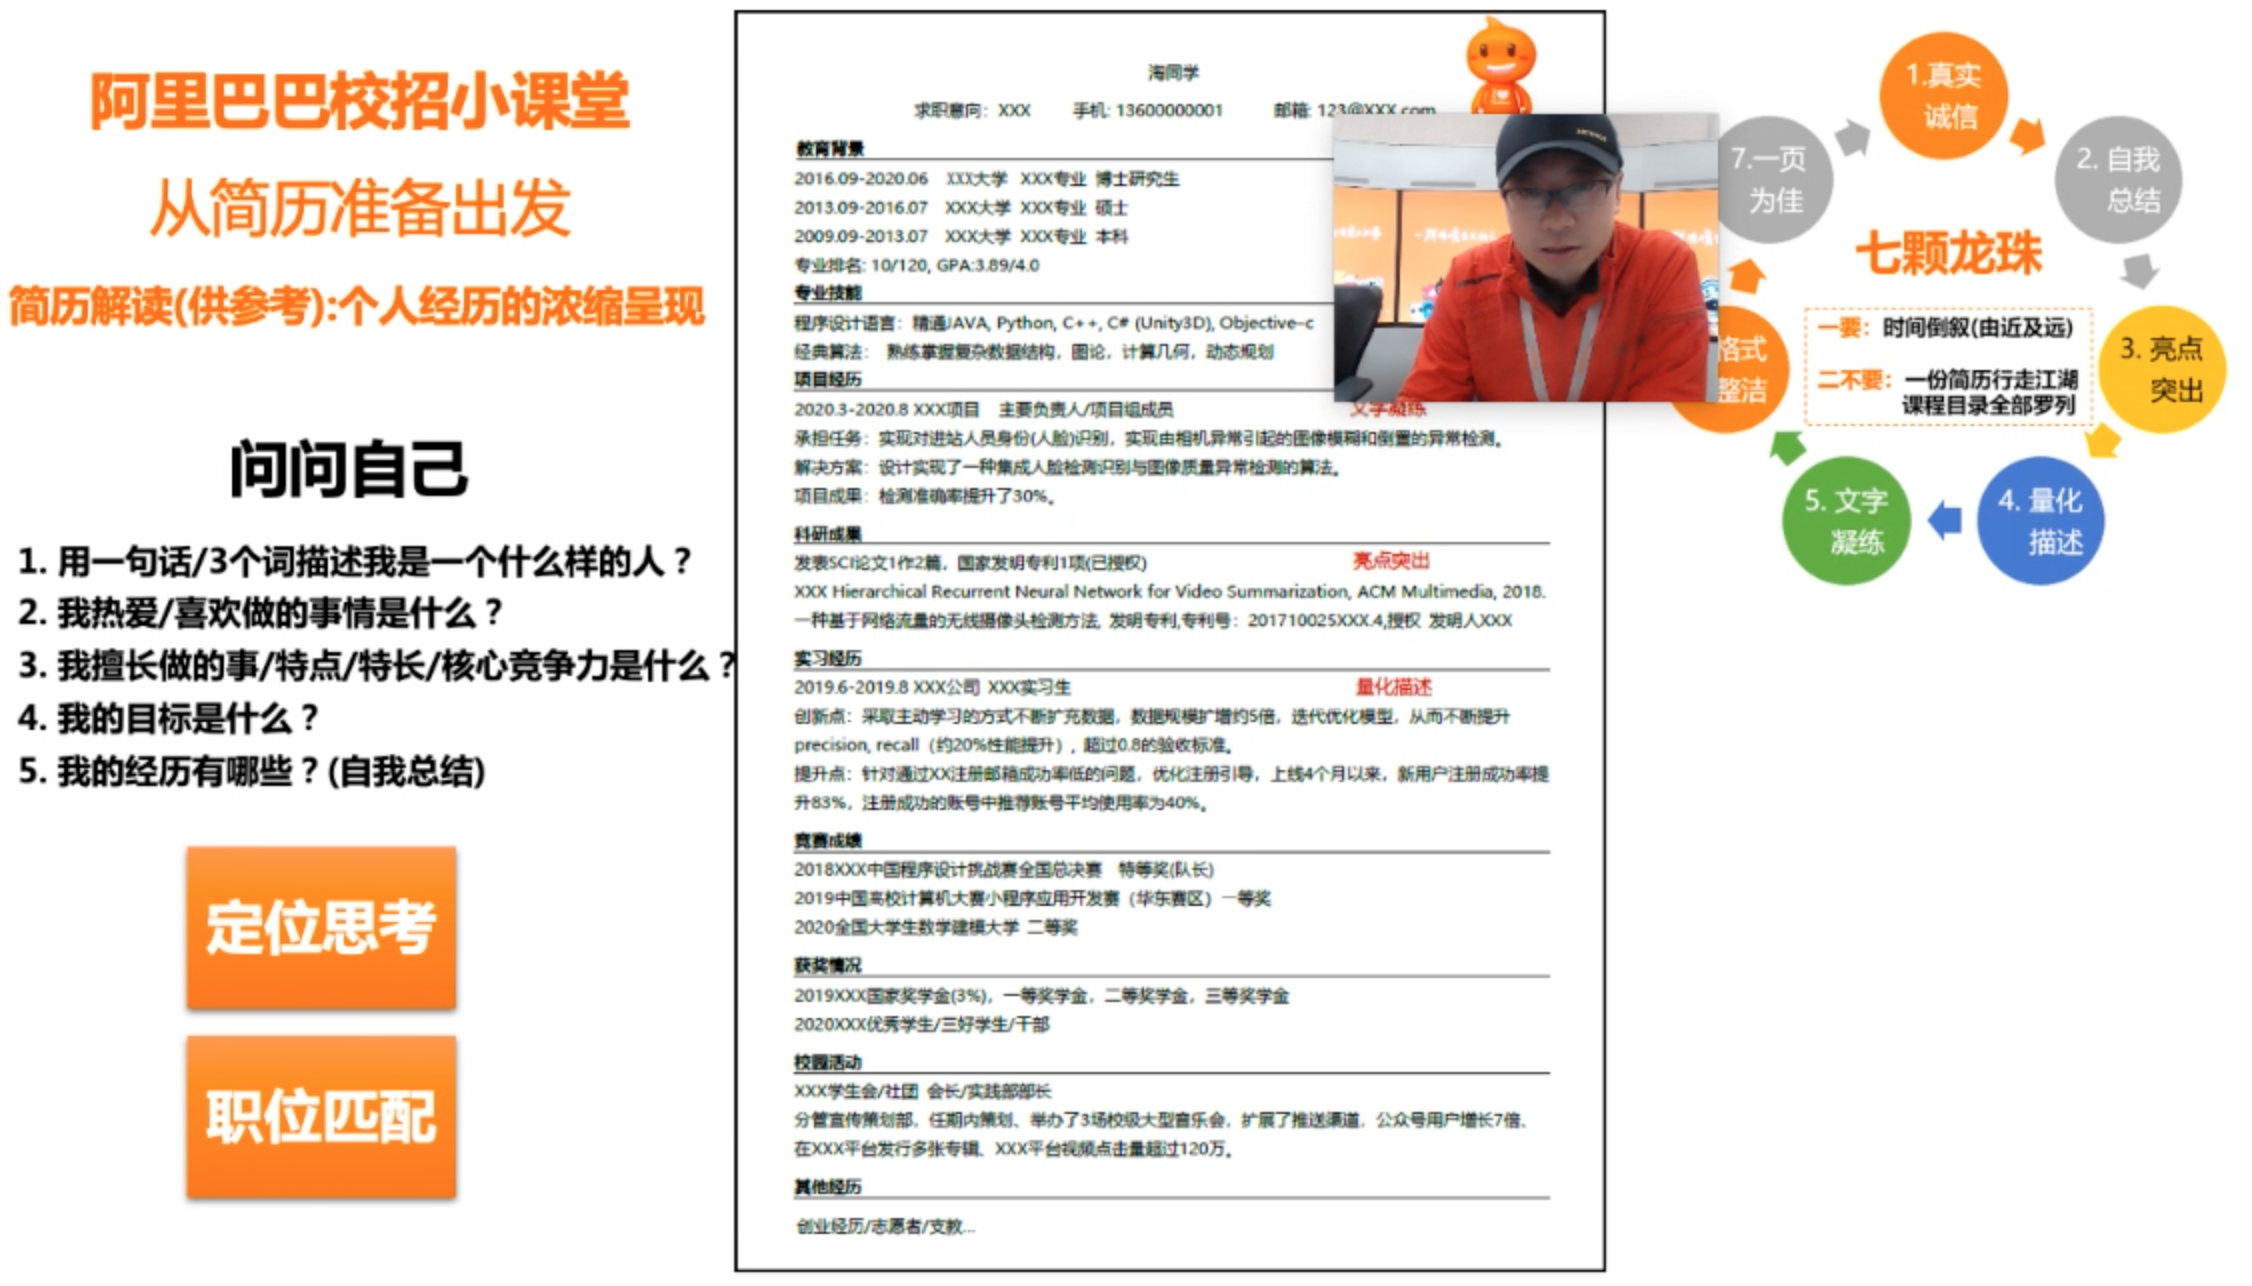 阿里巴巴校招小课堂
从简历准备出发
简历解读(供参考):个人经历的浓缩呈现
问问自己
1. 用一句话/3个词描述我是一个什么样的人？
2. 我热爱/喜欢做的事情是什么？
3. 我擅长做的事/特点/特长/核心竞争力是什么？
4. 我的目标是什么？
5. 我的经历有哪些？(自我总结)
定位思考
职位匹配
海同学
求职意向：XXX 手机: 13600000001 邮箱: 123@XXX.com
教育背景
2016.09-2020.06 XXX大学 XXX专业 博士研究生
2013.09-2016.07 XXX大学 XXX专业 硕士
2009.09-2013.07 XXX大学 XXX专业 本科
专业排名: 10/120, GPA:3.89/4.0
专业技能
程序设计语言：精通JAVA, Python, C++, C# (Unity3D), Objective-c
经典算法： 熟练掌握复杂数据结构，图论，计算几何，动态规划
项目经历
2020.3-2020.8 XXX项目 主要负责人/项目组成员
文字凝练
承担任务：实现对进站人员身份(人脸)识别，实现由相机异常引起的图像模糊和倒置的异常检测。
解决方案：设计实现了一种集成人脸检测识别与图像质量异常检测的算法。
项目成果：检测准确率提升了30%。
科研成果
发表SCI论文1作2篇，国家发明专利1项(已授权)
亮点突出
XXX Hierarchical Recurrent Neural Network for Video Summarization, ACM Multimedia, 2018.
一种基于网络流量的无线摄像头检测方法, 发明专利,专利号：201710025XXX.4,授权 发明人XXX
实习经历
2019.6-2019.8 XXX公司 XXX实习生
量化描述
创新点：采取主动学习的方式不断扩充数据，数据规模扩增约5倍，迭代优化模型，从而不断提升
precision, recall（约20%性能提升）, 超过0.8的验收标准。
提升点：针对通过XX注册邮箱成功率低的问题，优化注册引导，上线4个月以来，新用户注册成功率提
升83%，注册成功的账号中推荐账号平均使用率为40%。
竞赛成绩
2018XXX中国程序设计挑战赛全国总决赛 特等奖(队长)
2019中国高校计算机大赛小程序应用开发赛（华东赛区）一等奖
2020全国大学生数学建模大学 二等奖
获奖情况
2019XXX国家奖学金(3%)，一等奖学金，二等奖学金，三等奖学金
2020XXX优秀学生/三好学生/干部
校园活动
XXX学生会/社团 会长/实践部部长
分管宣传策划部，任期内策划、举办了3场校级大型音乐会，扩展了推送渠道，公众号用户增长7倍、
在XXX平台发行多张专辑、XXX平台视频点击量超过120万。
其他经历
创业经历/志愿者/支教...
1.真实
诚信
2. 自我
总结
3. 亮点
突出
4. 量化
描述
5. 文字
凝练
格式
整洁
7.一页
为佳
七颗龙珠
一要：时间倒叙(由近及远)
二不要：一份简历行走江湖
课程目录全部罗列